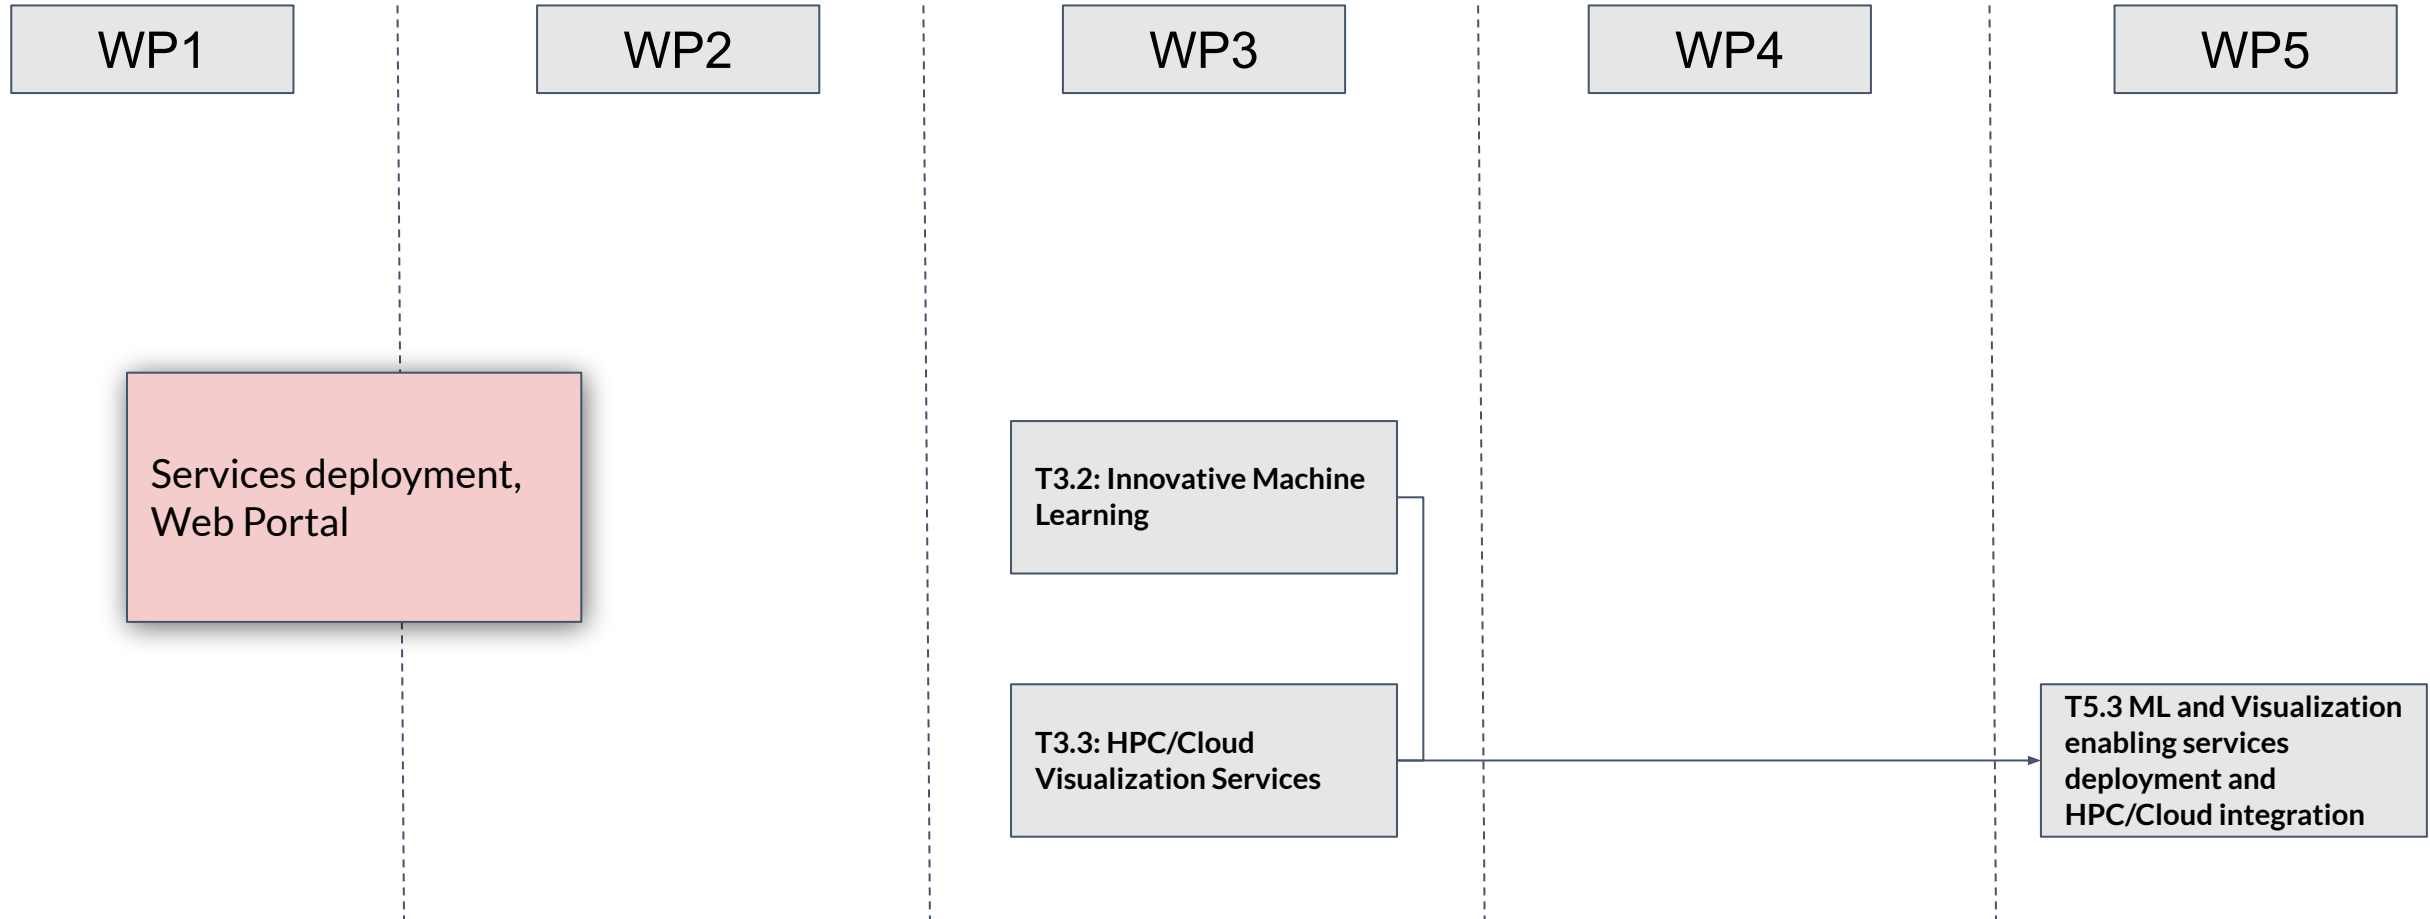 WP1
WP2
WP3
WP4
WP5
Services deployment,
Web Portal
T3.2: Innovative Machine
Learning
T3.3: HPC/Cloud
Visualization Services
T5.3 ML and Visualization
enabling services
deployment and
HPC/Cloud integration